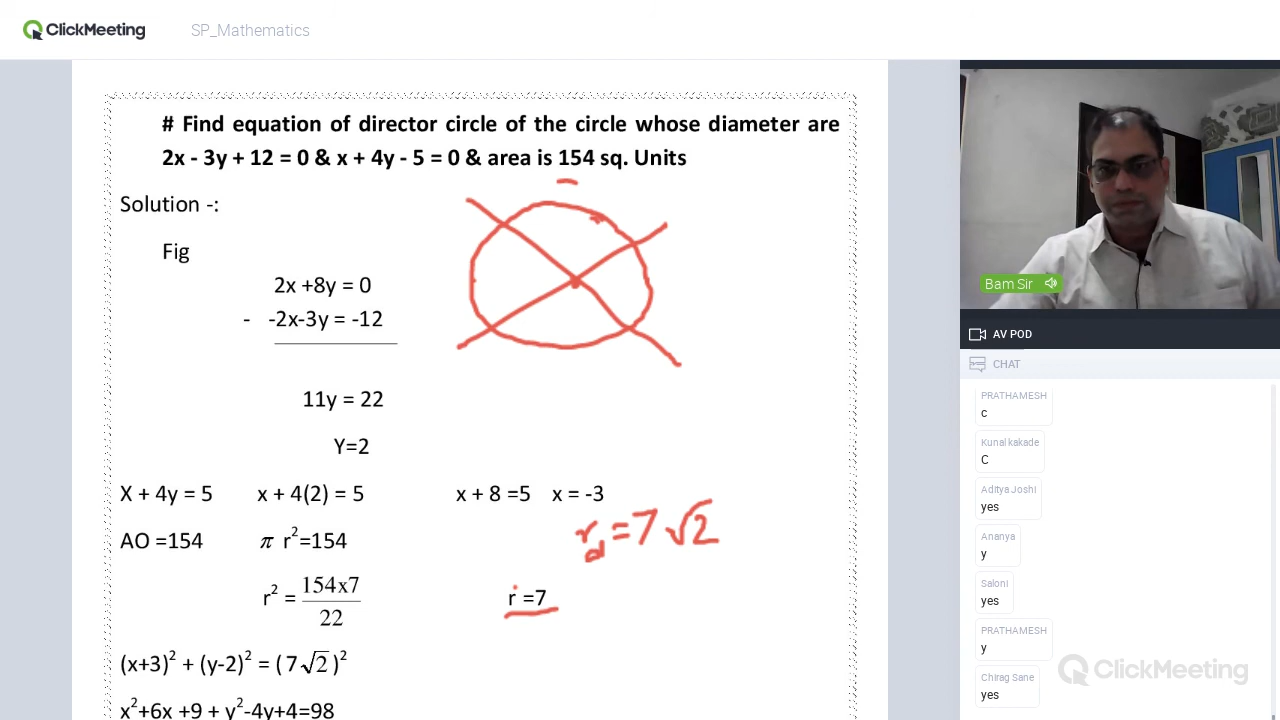 ClickMeeting SP_Mathematics
# Find equation of director circle of the circle whose diameter are
2x - 3y + 12 = 0 & x + 4y - 5 = 0 & area is 154 sq. Units
Solution -:
Fig
2x +8y = 0
- -2x-3y = -12
11y = 22
Y=2
X + 4y = 5 x + 4(2) = 5 x + 8 =5 x = -3
r_d = 7√2
AO =154 π r²=154
r² = 154x7/22 r =7
(x+3)² + (y-2)² = ( 7√2 )²
x²+6x +9 + y²-4y+4=98
Bam Sir
AV POD
CHAT
PRATHAMESH
c
Kunal kakade
C
Aditya Joshi
yes
Ananya
y
Saloni
yes
PRATHAMESH
y
Chirag Sane
yes
ClickMeeting